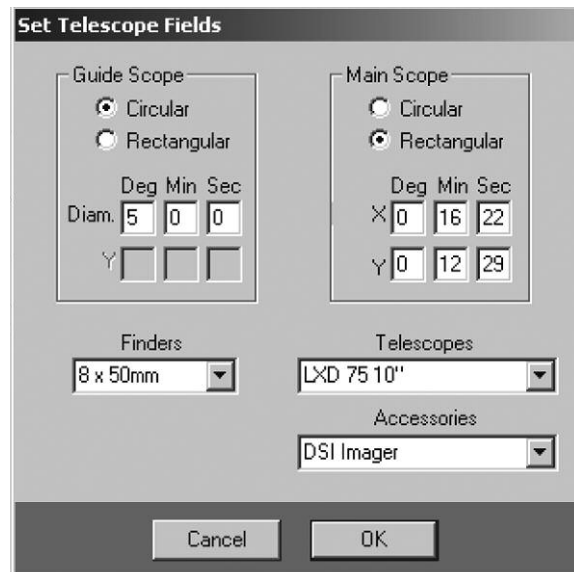 Set Telescope Fields
Guide Scope
Circular
Rectangular
Deg Min Sec
Diam. 5 0 0
Y
Main Scope
Circular
Rectangular
Deg Min Sec
X 0 16 22
Y 0 12 29
Finders
8 x 50mm
Telescopes
LXD 75 10"
Accessories
DSI Imager
Cancel
OK